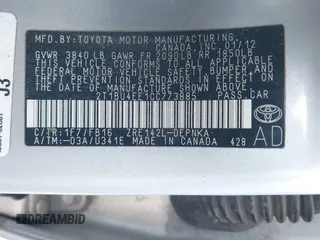 MFD.BY:TOYOTA MOTOR MANUFACTURING
CANADA,INC. 01/12
GVWR 3840 LB GAWR FR 2090LB RR 1850LB
THIS VEHICLE CONFORMS TO ALL APPLICABLE
FEDERAL MOTOR VEHICLE SAFETY, BUMPER, AND
THEFT PREVENTION STANDARDS IN EFFECT ON
THE DATE OF MANUFACTURE SHOWN ABOVE.
2T1BU4EE1CC773885 PASS. CAR
C/TR:1F7/FB16 ZRE142L-DEPNKA
A/TM:-03A/U341E MADE IN CANADA 428
TOYOTA
AD
J3
DREAMBID